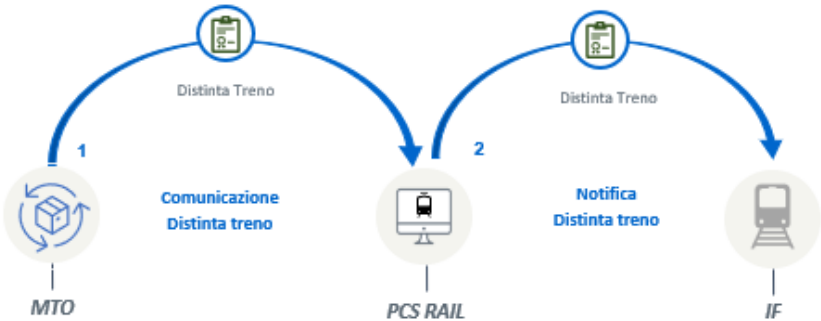 Distinta Treno
Distinta Treno
1
2
Comunicazione
Distinta treno
Notifica
Distinta treno
MTO
PCS RAIL
IF